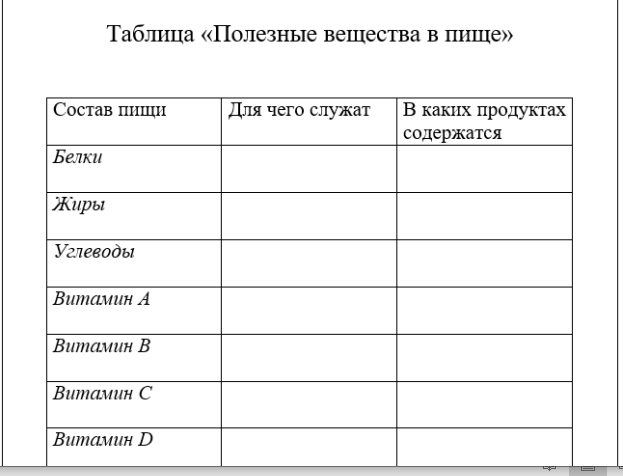 Таблица «Полезные вещества в пище»
Состав пищи
Для чего служат
В каких продуктах
содержатся
Белки
Жиры
Углеводы
Витамин А
Витамин В
Витамин С
Витамин D